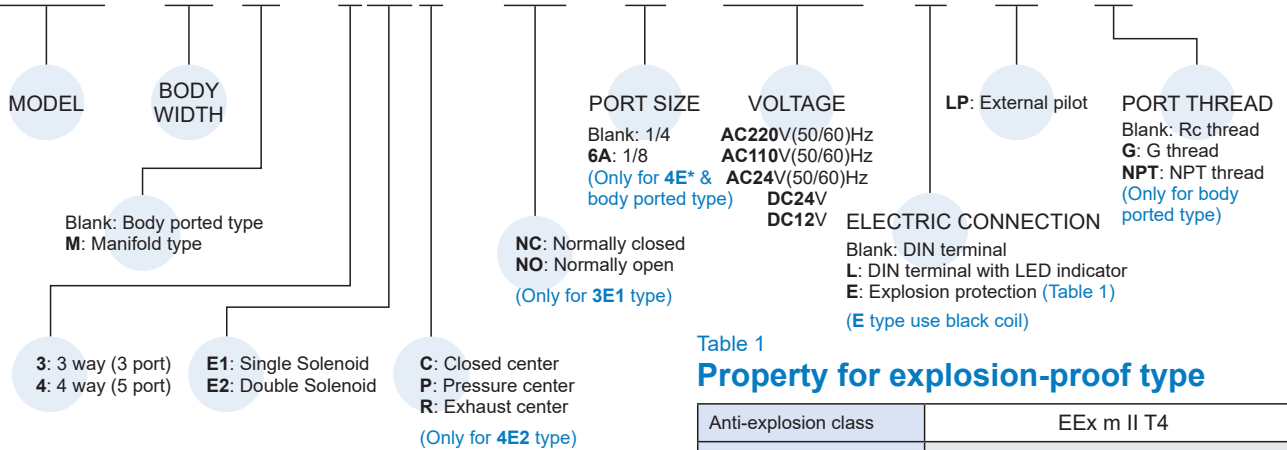 MODEL
BODY
WIDTH
Blank: Body ported type
M: Manifold type
3: 3 way (3 port)
4: 4 way (5 port)
E1: Single Solenoid
E2: Double Solenoid
C: Closed center
P: Pressure center
R: Exhaust center
(Only for 4E2 type)
NC: Normally closed
NO: Normally open
(Only for 3E1 type)
PORT SIZE
Blank: 1/4
6A: 1/8
(Only for 4E* &
body ported type)
VOLTAGE
AC220V(50/60)Hz
AC110V(50/60)Hz
AC24V(50/60)Hz
DC24V
DC12V
ELECTRIC CONNECTION
Blank: DIN terminal
L: DIN terminal with LED indicator
E: Explosion protection (Table 1)
(E type use black coil)
LP: External pilot
PORT THREAD
Blank: Rc thread
G: G thread
NPT: NPT thread
(Only for body
ported type)
Table 1
Property for explosion-proof type
Anti-explosion class
EEx m II T4